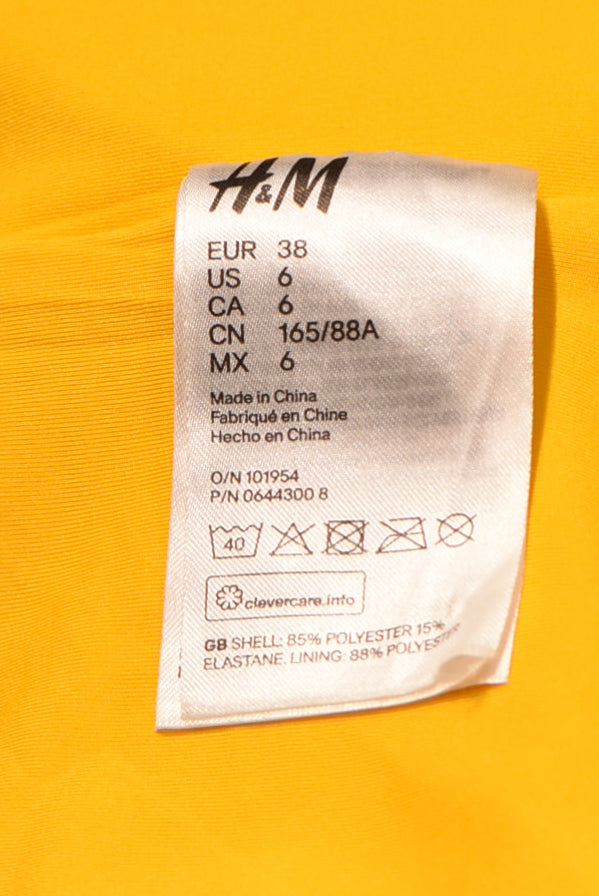 H&M
EUR 38
US 6
CA 6
CN 165/88A
MX 6
Made in China
Fabriqué en Chine
Hecho en China
O/N 101954
P/N 0644300 8
40
clevercare.info
GB SHELL: 85% POLYESTER 15%
ELASTANE. LINING: 88% POLYESTER